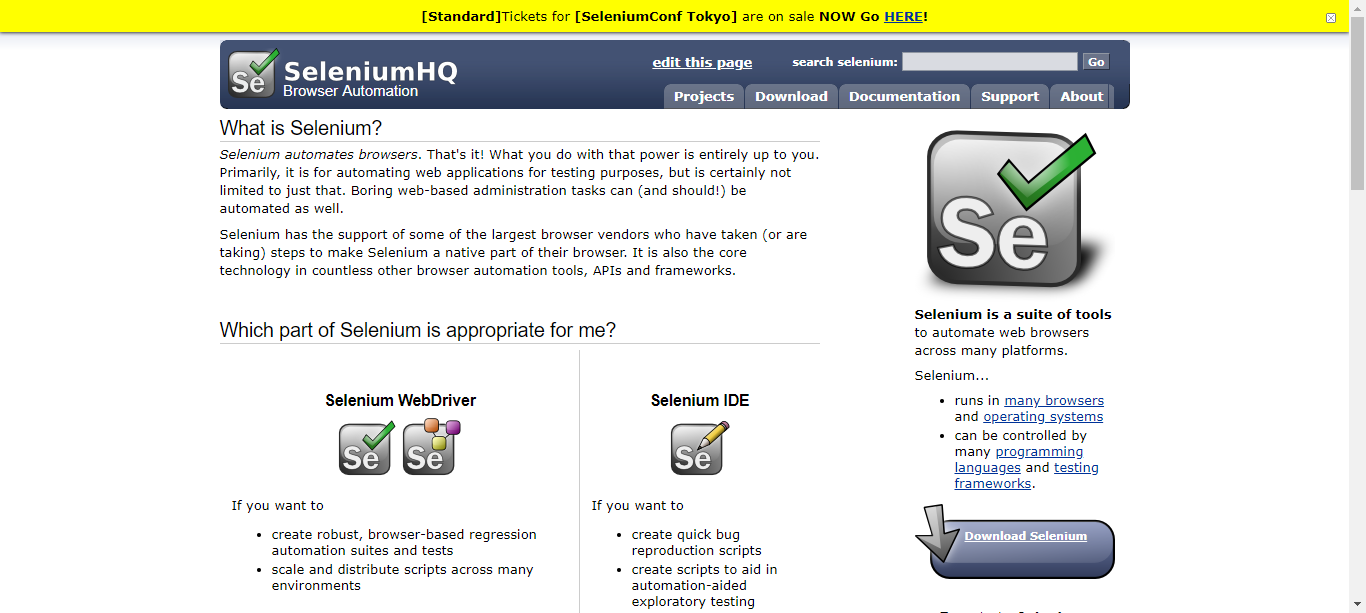 [Standard]Tickets for [SeleniumConf Tokyo] are on sale NOW Go HERE!
Se
SeleniumHQ
Browser Automation
edit this page
search selenium:
Go
Projects
Download
Documentation
Support
About
What is Selenium?
Selenium automates browsers. That's it! What you do with that power is entirely up to you.
Primarily, it is for automating web applications for testing purposes, but is certainly not
limited to just that. Boring web-based administration tasks can (and should!) be
automated as well.
Selenium has the support of some of the largest browser vendors who have taken (or are
taking) steps to make Selenium a native part of their browser. It is also the core
technology in countless other browser automation tools, APIs and frameworks.
Which part of Selenium is appropriate for me?
Selenium WebDriver
Se
Se
If you want to
• create robust, browser-based regression
automation suites and tests
• scale and distribute scripts across many
environments
Selenium IDE
Se
If you want to
• create quick bug
reproduction scripts
• create scripts to aid in
automation-aided
exploratory testing
Se
Selenium is a suite of tools
to automate web browsers
across many platforms.
Selenium...
• runs in many browsers
and operating systems
• can be controlled by
many programming
languages and testing
frameworks.
Download Selenium